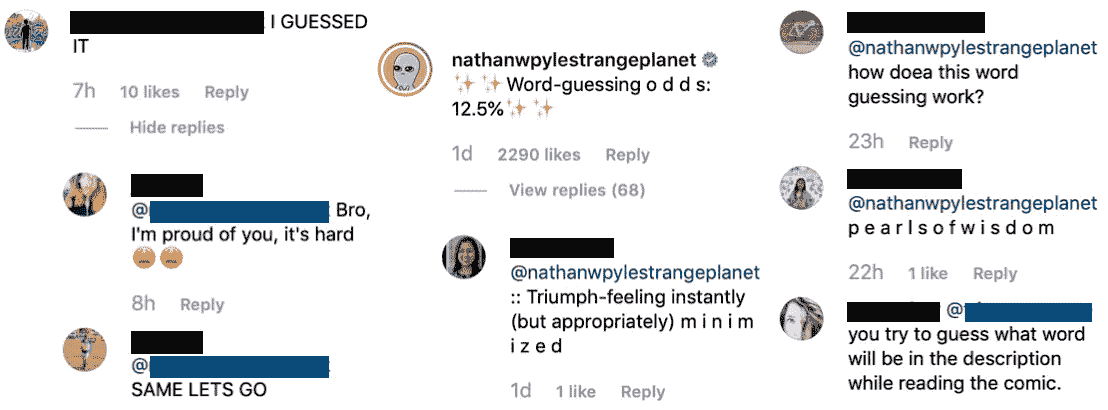 I GUESSED
IT
7h 10 likes Reply
Hide replies
@ Bro,
I'm proud of you, it's hard
8h Reply
@
SAME LETS GO
nathanwpylestrangeplanet
✨ ✨Word-guessing o d d s:
12.5%✨ ✨
1d 2290 likes Reply
View replies (68)
@nathanwpylestrangeplanet
:: Triumph-feeling instantly
(but appropriately) m i n i m
i z e d
1d 1 like Reply
@nathanwpylestrangeplanet
how doea this word
guessing work?
23h Reply
@nathanwpylestrangeplanet
p e a r l s o f w i s d o m
22h 1 like Reply
@
you try to guess what word
will be in the description
while reading the comic.